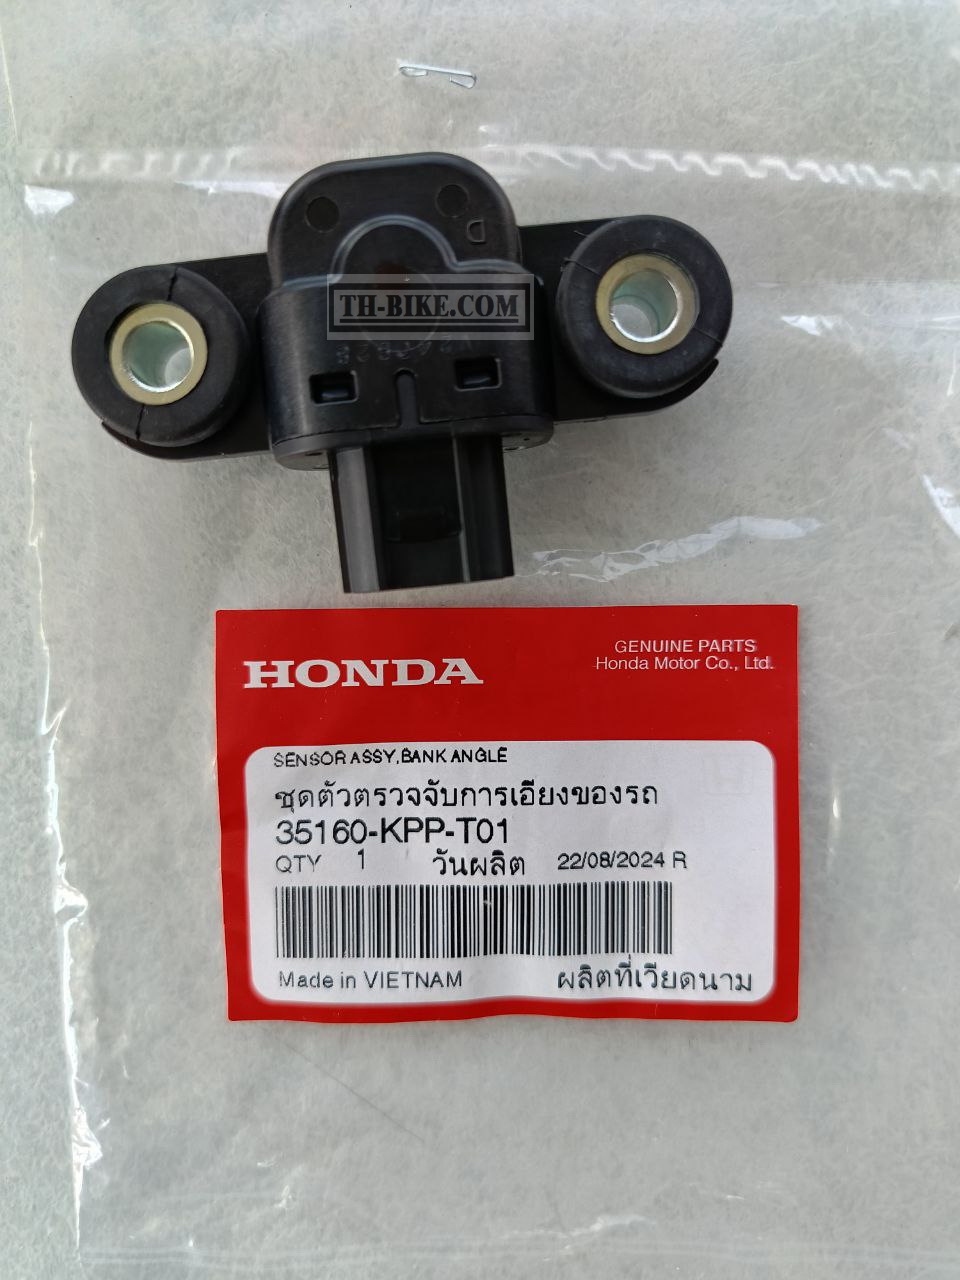 D
TH-BIKE.COM
HONDA
GENUINE PARTS
Honda Motor Co., Ltd.
SENSOR ASSY,BANK ANGLE
ชุดตัวตรวจจับการเอียงของรถ
35160-KPP-T01
QTY 1 วันผลิต 22/08/2024 R
Made in VIETNAM ผลิตที่เวียดนาม